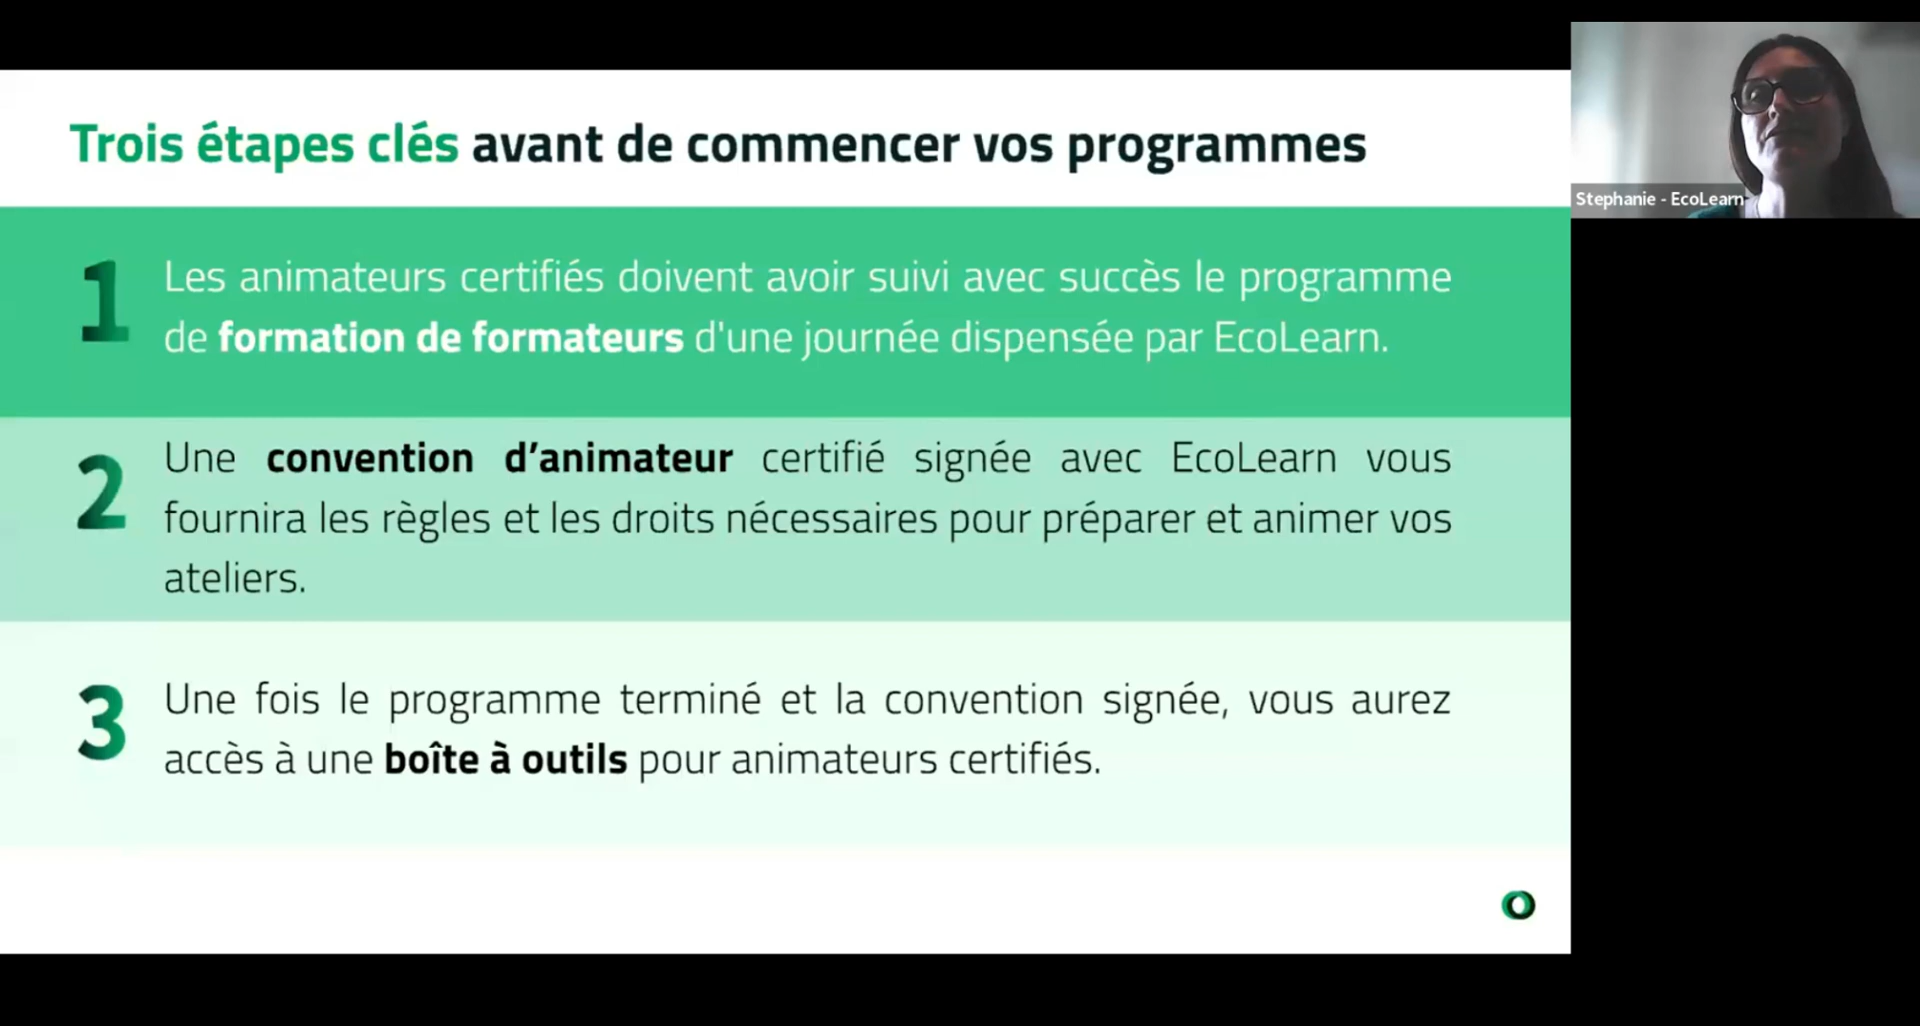 Trois étapes clés avant de commencer vos programmes
Stephanie - EcoLearn
1
Les animateurs certifiés doivent avoir suivi avec succès le programme
de formation de formateurs d'une journée dispensée par EcoLearn.
2
Une convention d’animateur certifié signée avec EcoLearn vous
fournira les règles et les droits nécessaires pour préparer et animer vos
ateliers.
3
Une fois le programme terminé et la convention signée, vous aurez
accès à une boîte à outils pour animateurs certifiés.